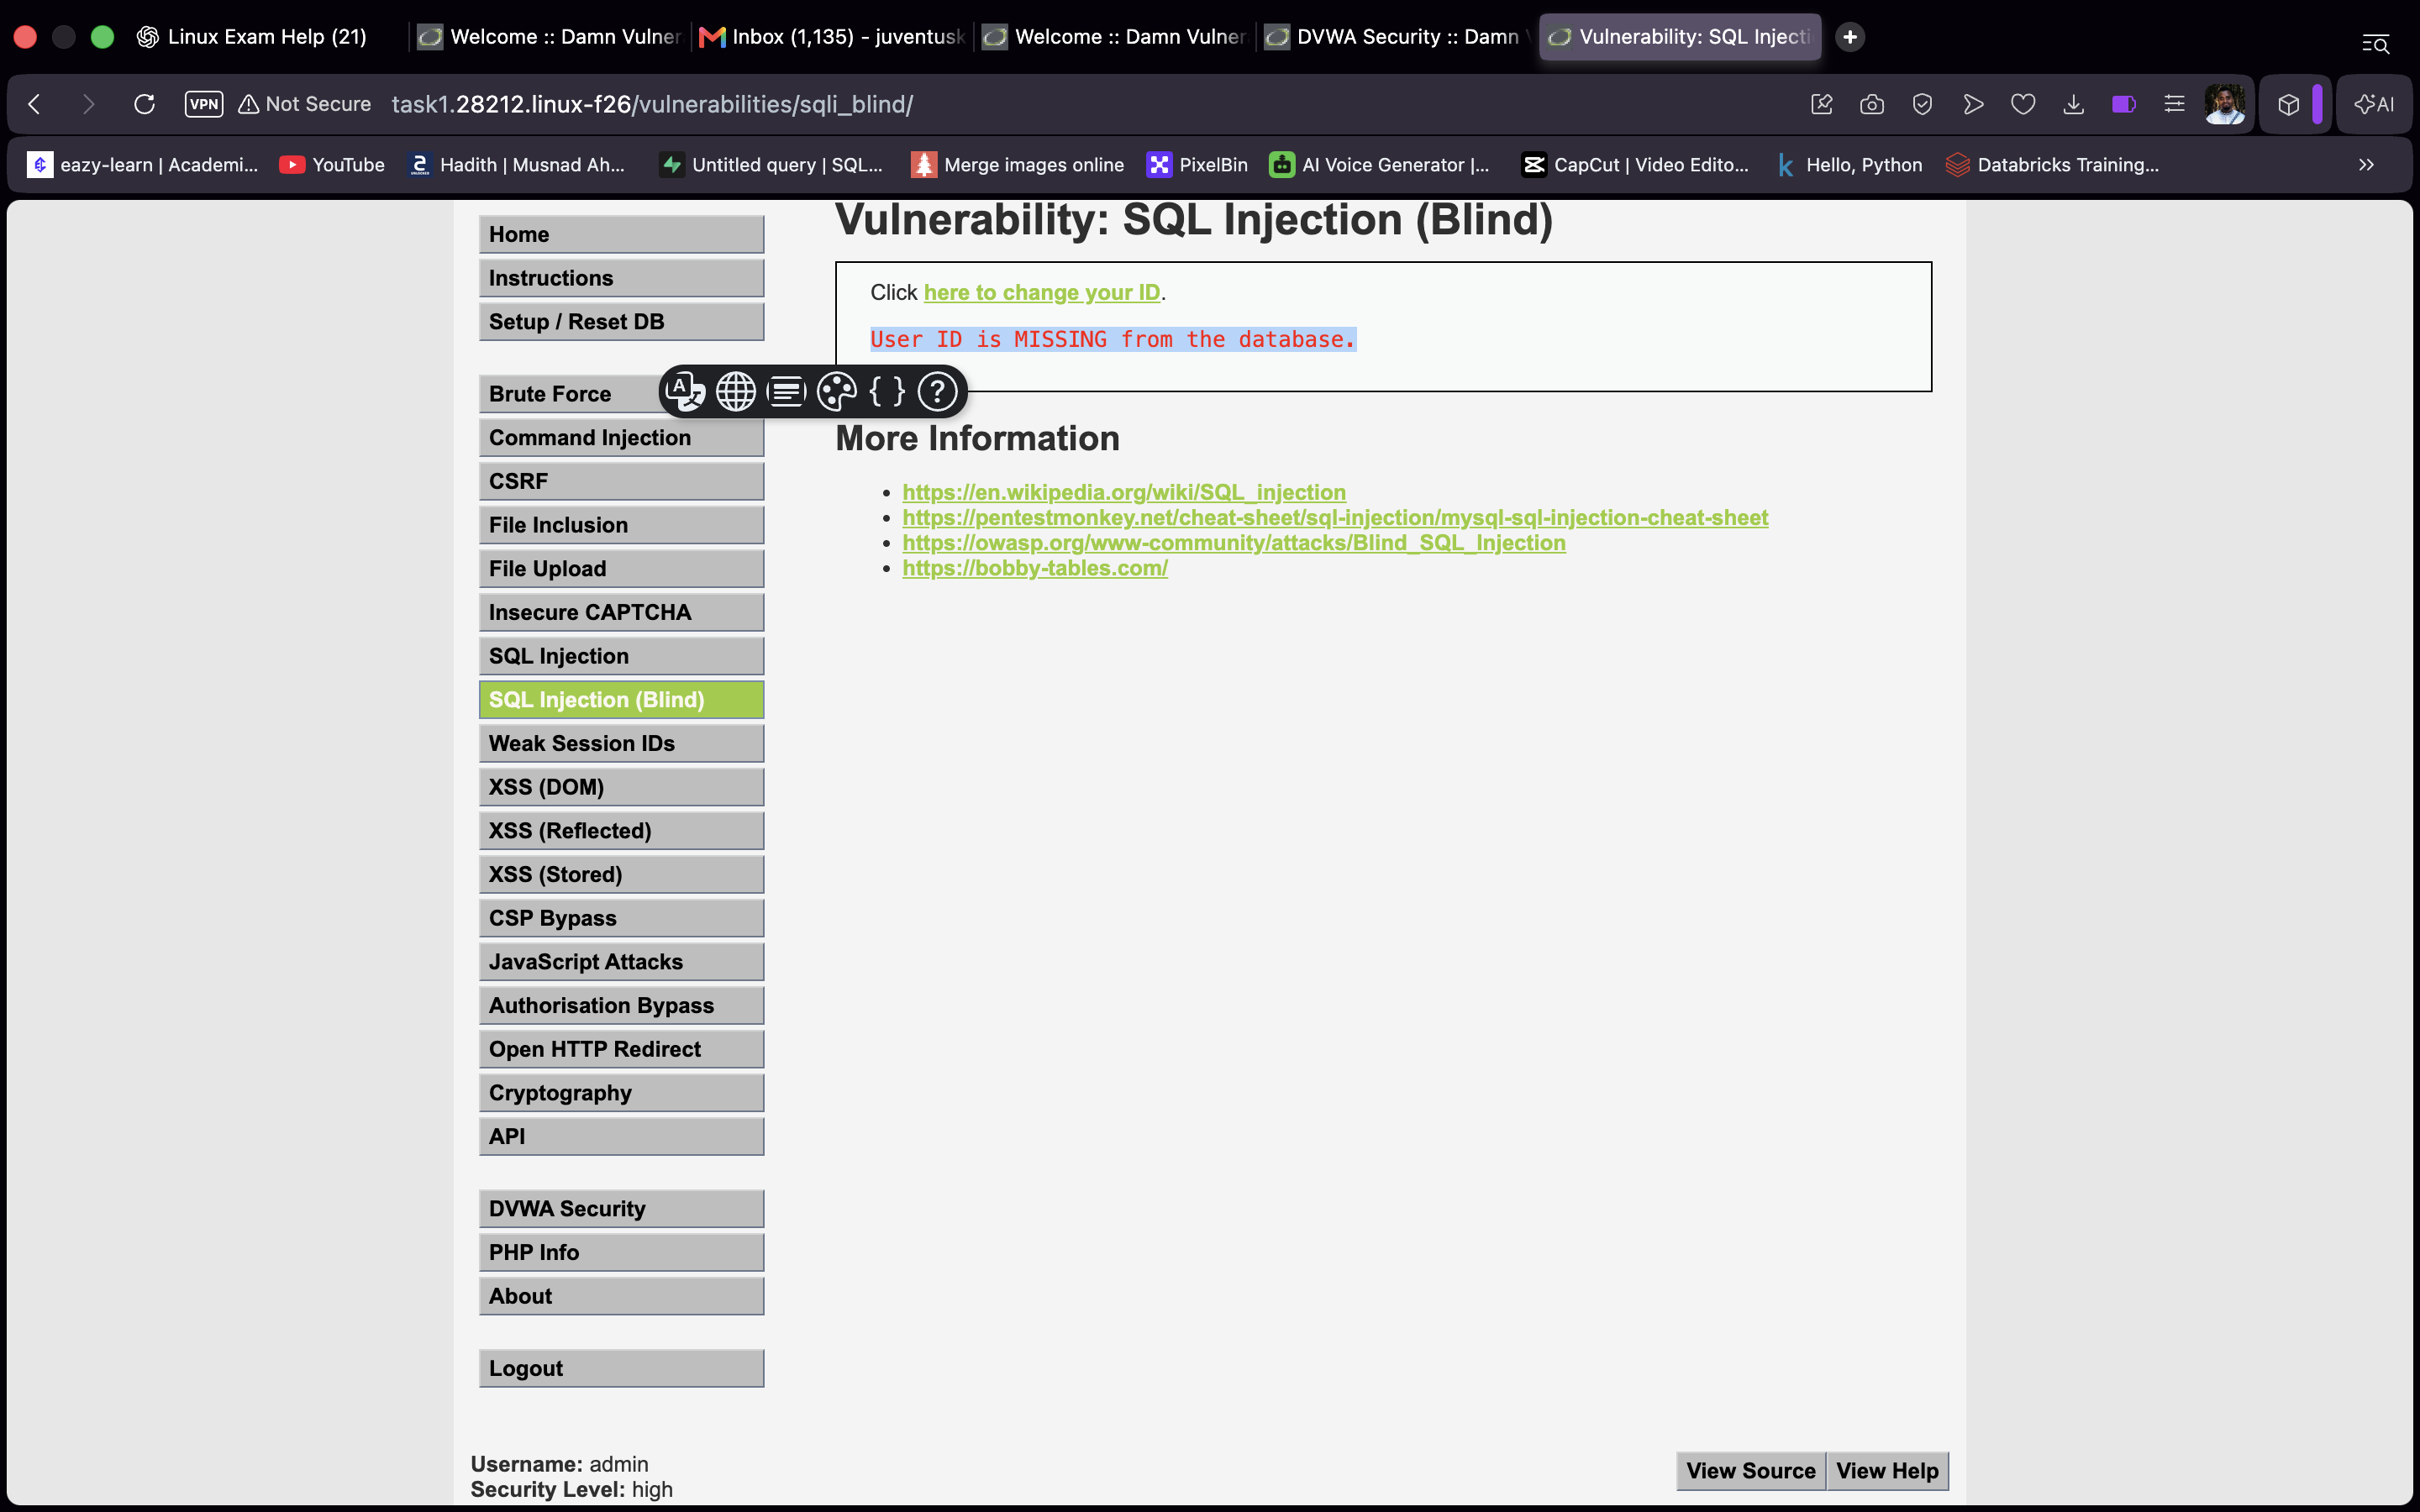 Linux Exam Help (21)
Welcome :: Damn Vulner
Inbox (1,135) - juventusk
Welcome :: Damn Vulner
DVWA Security :: Damn
Vulnerability: SQL Injecti
VPN
Not Secure
task1.28212.linux-f26/vulnerabilities/sqli_blind/
AI
eazy-learn | Academi...
YouTube
Hadith | Musnad Ah...
Untitled query | SQL...
Merge images online
PixelBin
AI Voice Generator |...
CapCut | Video Edito...
Hello, Python
Databricks Training...
Vulnerability: SQL Injection (Blind)
Click here to change your ID.
User ID is MISSING from the database.
More Information
https://en.wikipedia.org/wiki/SQL_injection
https://pentestmonkey.net/cheat-sheet/sql-injection/mysql-sql-injection-cheat-sheet
https://owasp.org/www-community/attacks/Blind_SQL_Injection
https://bobby-tables.com/
Home
Instructions
Setup / Reset DB
Brute Force
Command Injection
CSRF
File Inclusion
File Upload
Insecure CAPTCHA
SQL Injection
SQL Injection (Blind)
Weak Session IDs
XSS (DOM)
XSS (Reflected)
XSS (Stored)
CSP Bypass
JavaScript Attacks
Authorisation Bypass
Open HTTP Redirect
Cryptography
API
DVWA Security
PHP Info
About
Logout
Username: admin
Security Level: high
View Source
View Help